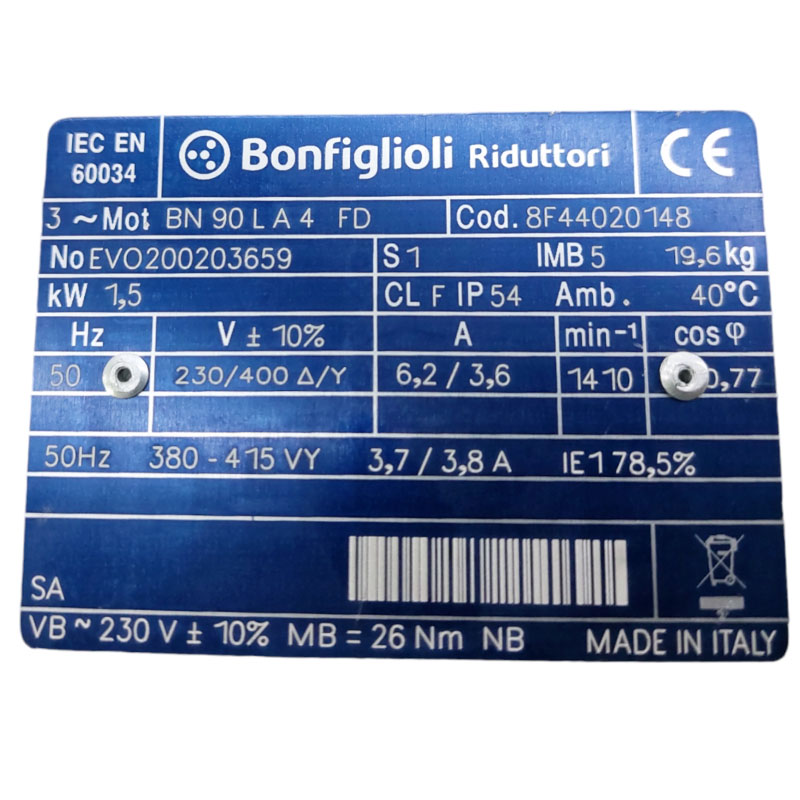 IEC EN
60034
Bonfiglioli Riduttori
CE
3 ~ Mot BN 90 L A 4 FD Cod. 8F44020148
No EVO200203659 S 1 IMB 5 19,6 kg
kW 1,5 CL F IP 54 Amb. 40°C
Hz V ± 10% A min-1 cos φ
50 230/400 Δ/Y 6,2 / 3,6 1410 0,77
50Hz 380 - 415 VY 3,7 / 3,8 A IE1 78,5%
SA
VB ~ 230 V ± 10% MB = 26 Nm NB MADE IN ITALY